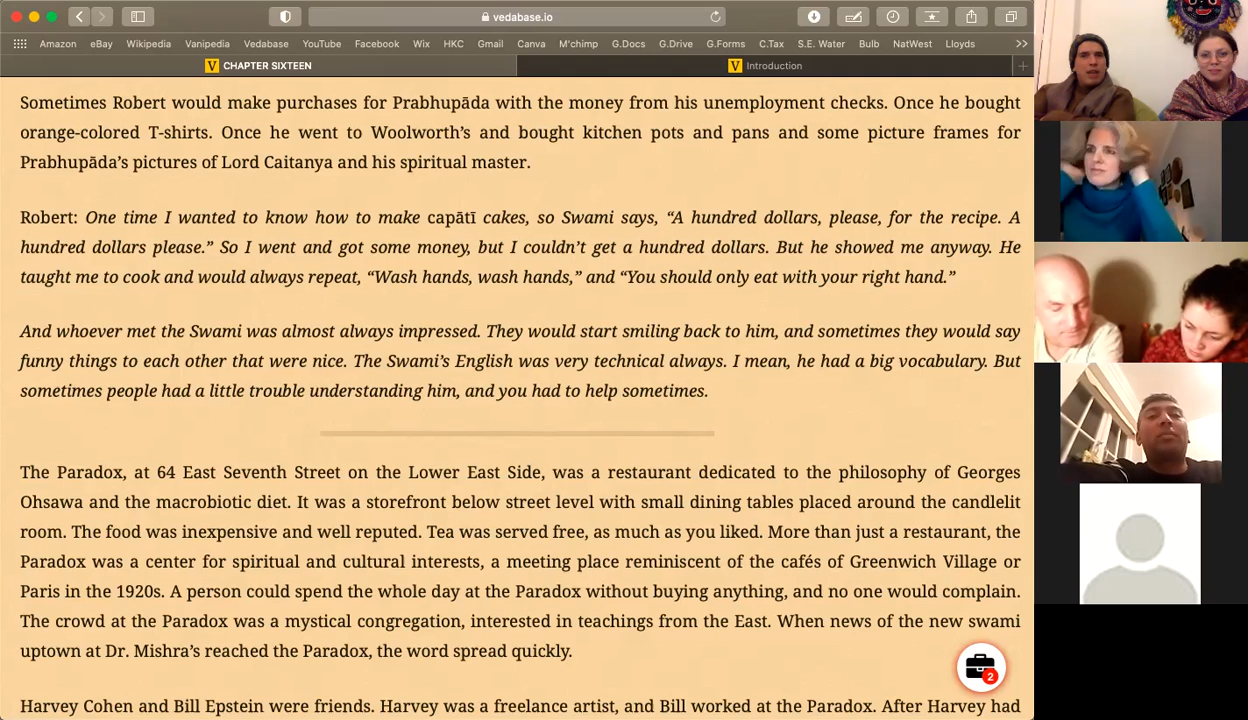 vedabase.io
Amazon eBay Wikipedia Vanipedia Vedabase YouTube Facebook Wix HKC Gmail Canva M'chimp G.Docs G.Drive G.Forms C.Tax S.E. Water Bulb NatWest Lloyds >>
V CHAPTER SIXTEEN V Introduction
Sometimes Robert would make purchases for Prabhupāda with the money from his unemployment checks. Once he bought
orange-colored T-shirts. Once he went to Woolworth’s and bought kitchen pots and pans and some picture frames for
Prabhupāda’s pictures of Lord Caitanya and his spiritual master.
Robert: One time I wanted to know how to make capātī cakes, so Swami says, “A hundred dollars, please, for the recipe. A
hundred dollars please.” So I went and got some money, but I couldn’t get a hundred dollars. But he showed me anyway. He
taught me to cook and would always repeat, “Wash hands, wash hands,” and “You should only eat with your right hand.”
And whoever met the Swami was almost always impressed. They would start smiling back to him, and sometimes they would say
funny things to each other that were nice. The Swami’s English was very technical always. I mean, he had a big vocabulary. But
sometimes people had a little trouble understanding him, and you had to help sometimes.
The Paradox, at 64 East Seventh Street on the Lower East Side, was a restaurant dedicated to the philosophy of Georges
Ohsawa and the macrobiotic diet. It was a storefront below street level with small dining tables placed around the candlelit
room. The food was inexpensive and well reputed. Tea was served free, as much as you liked. More than just a restaurant, the
Paradox was a center for spiritual and cultural interests, a meeting place reminiscent of the cafés of Greenwich Village or
Paris in the 1920s. A person could spend the whole day at the Paradox without buying anything, and no one would complain.
The crowd at the Paradox was a mystical congregation, interested in teachings from the East. When news of the new swami
uptown at Dr. Mishra’s reached the Paradox, the word spread quickly.
2
Harvey Cohen and Bill Epstein were friends. Harvey was a freelance artist, and Bill worked at the Paradox. After Harvey had